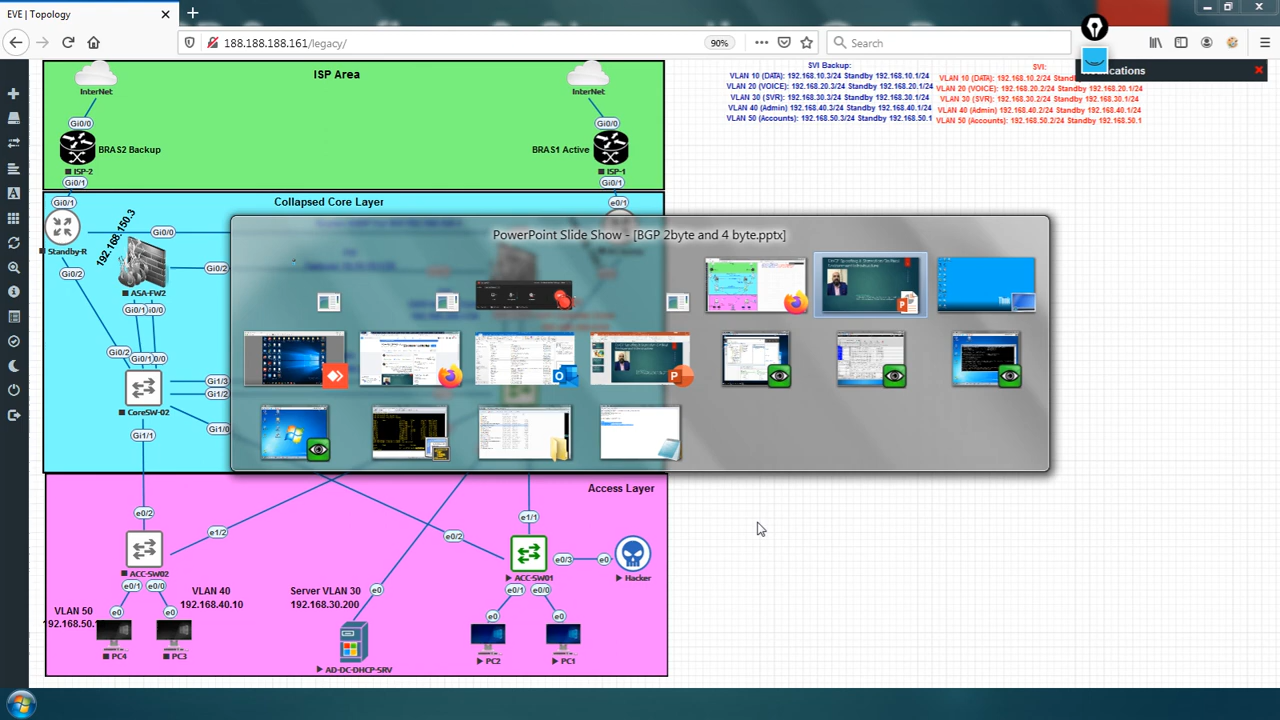 EVE | Topology
188.188.188.161/legacy/
90%
Search
ISP Area
InterNet
InterNet
Gi0/0
Gi0/0
BRAS2 Backup
BRAS1 Active
ISP-2
ISP-1
Gi0/1
Gi0/1
SVI Backup:
VLAN 10 (DATA): 192.168.10.3/24 Standby 192.168.10.1/24
VLAN 20 (VOICE): 192.168.20.3/24 Standby 192.168.20.1/24
VLAN 30 (SVR): 192.168.30.3/24 Standby 192.168.30.1/24
VLAN 40 (Admin) 192.168.40.3/24 Standby 192.168.40.1/24
VLAN 50 (Accounts): 192.168.50.3/24 Standby 192.168.50.1
SVI:
VLAN 10 (DATA): 192.168.10.2/24 Standby
VLAN 20 (VOICE): 192.168.20.2/24 Standby 192.168.20.1/24
VLAN 30 (SVR): 192.168.30.2/24 Standby 192.168.30.1/24
VLAN 40 (Admin) 192.168.40.2/24 Standby 192.168.40.1/24
VLAN 50 (Accounts): 192.168.50.2/24 Standby 192.168.50.1
Collapsed Core Layer
Gi0/1
e0/1
192.168.150.3
Gi0/0
Standby-R
Gi0/2
Gi0/2
ASA-FW2
Gi0/1
Gi0/2
Gi0/1
Gi1/3
Gi1/2
CoreSW-02
Gi1/0
Gi1/1
PowerPoint Slide Show - [BGP 2byte and 4 byte.pptx]
Access Layer
e0/2
e1/1
e1/2
e0/2
ACC-SW02
ACC-SW01
e0/3
e0
Hacker
e0/1
e0/0
e0/1
e0/0
VLAN 40
192.168.40.10
Server VLAN 30
192.168.30.200
e0
VLAN 50
e0
e0
e0
e0
PC4
PC3
AD-DC-DHCP-SRV
PC2
PC1